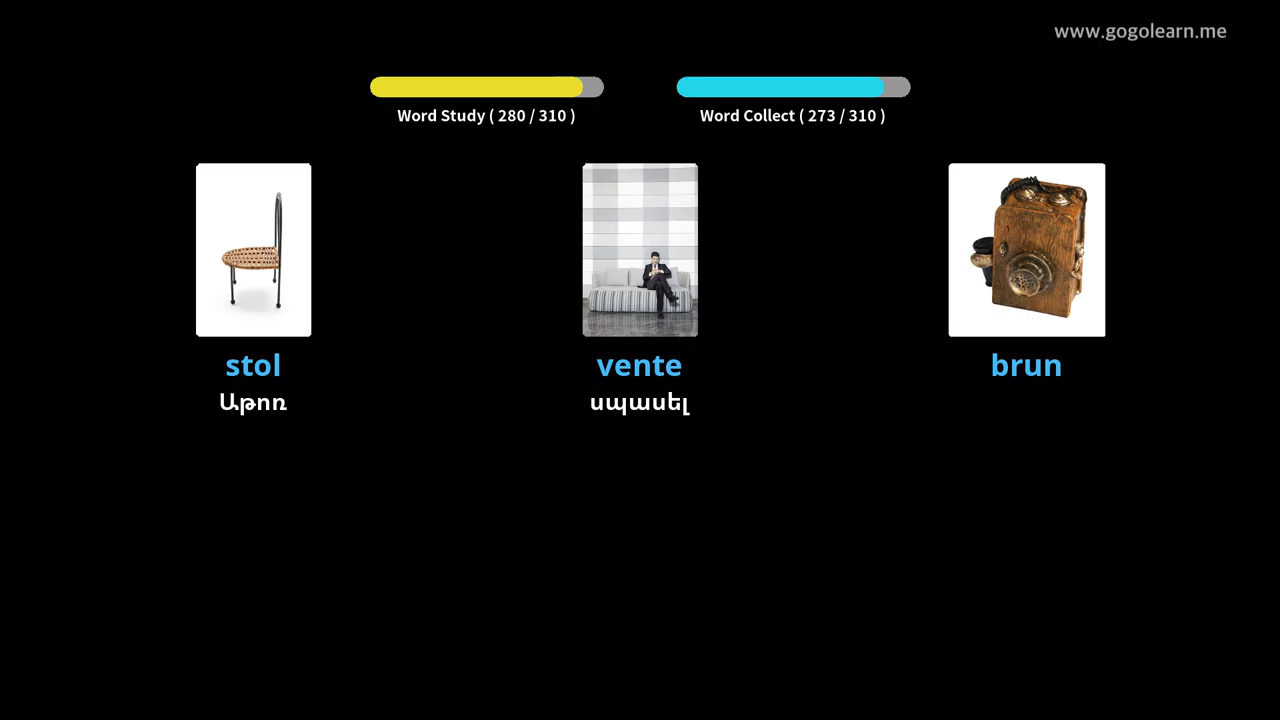 www.gogolearn.me
Word Study ( 280 / 310 )
Word Collect ( 273 / 310 )
stol
vente
brun
Աթոռ
սպասել